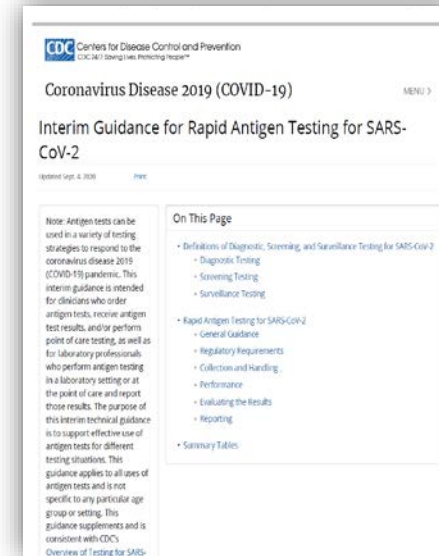 CDC Centers for Disease Control and Prevention
CDC 24/7: Saving Lives, Protecting People™
Coronavirus Disease 2019 (COVID-19)
MENU >
Interim Guidance for Rapid Antigen Testing for SARS-
CoV-2
Updated Sept. 4, 2020
Print
Note: Antigen tests can be
used in a variety of testing
strategies to respond to the
coronavirus disease 2019
(COVID-19) pandemic. This
interim guidance is intended
for clinicians who order
antigen tests, receive antigen
test results, and/or perform
point of care testing, as well as
for laboratory professionals
who perform antigen testing
in a laboratory setting or at
the point of care and report
those results. The purpose of
this interim technical guidance
is to support effective use of
antigen tests for different
testing situations. This
guidance applies to all uses of
antigen tests and is not
specific to any particular age
group or setting. This
guidance supplements and is
consistent with CDC's
Overview of Testing for SARS-
On This Page
• Definitions of Diagnostic, Screening, and Surveillance Testing for SARS-CoV-2
◦ Diagnostic Testing
◦ Screening Testing
◦ Surveillance Testing
• Rapid Antigen Testing for SARS-CoV-2
◦ General Guidance
◦ Regulatory Requirements
◦ Collection and Handling
◦ Performance
◦ Evaluating the Results
◦ Reporting
• Summary Tables